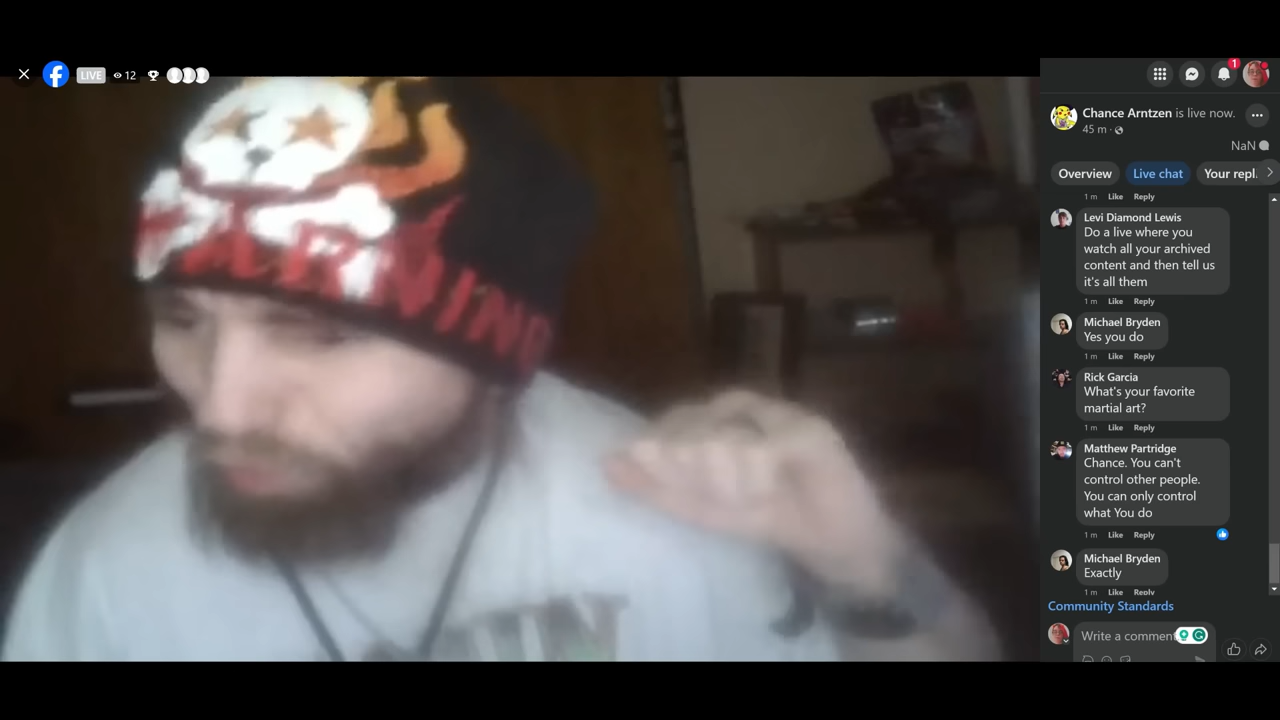 LIVE
12
1
Chance Arntzen is live now.
45 m ·
NaN
Overview
Live chat
Your repl
1 m Like Reply
Levi Diamond Lewis
Do a live where you
watch all your archived
content and then tell us
it's all them
1 m Like Reply
Michael Bryden
Yes you do
1 m Like Reply
Rick Garcia
What's your favorite
martial art?
1 m Like Reply
Matthew Partridge
Chance. You can't
control other people.
You can only control
what You do
1 m Like Reply
Michael Bryden
Exactly
1 m Like Reply
Community Standards
Write a comment